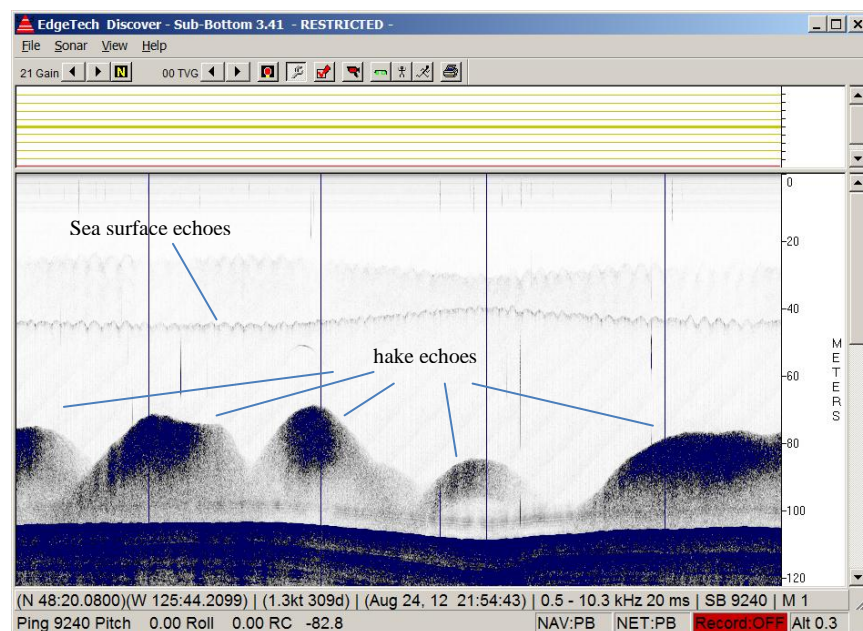 EdgeTech Discover - Sub-Bottom 3.41 - RESTRICTED -
File Sonar View Help
21 Gain N 00 TVG
0
-20
Sea surface echoes
-40
METERS
hake echoes
-60
-80
-100
-120
(N 48:20.0800)(W 125:44.2099) | (1.3kt 309d) | (Aug 24, 12 21:54:43) | 0.5 - 10.3 kHz 20 ms | SB 9240 | M 1
Ping 9240 Pitch 0.00 Roll 0.00 RC -82.8 NAV:PB NET:PB Record:OFF Alt 0.3